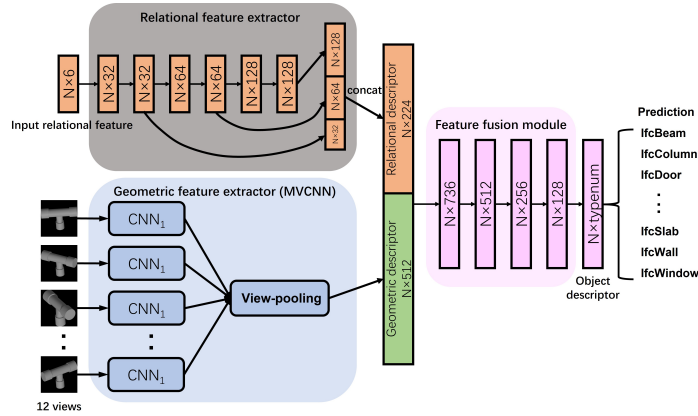 Relational feature extractor
N×6
N×32
N×32
N×64
N×64
N×128
N×128
N×128
N×64
N×32
concat
Input relational feature
Relational descriptor
N×224
Geometric feature extractor (MVCNN)
CNN1
CNN1
CNN1
CNN1
View-pooling
12 views
Geometric descriptor
N×512
Feature fusion module
N×736
N×512
N×256
N×128
N×typenum
Object
descriptor
Prediction
IfcBeam
IfcColumn
IfcDoor
IfcSlab
IfcWall
IfcWindow